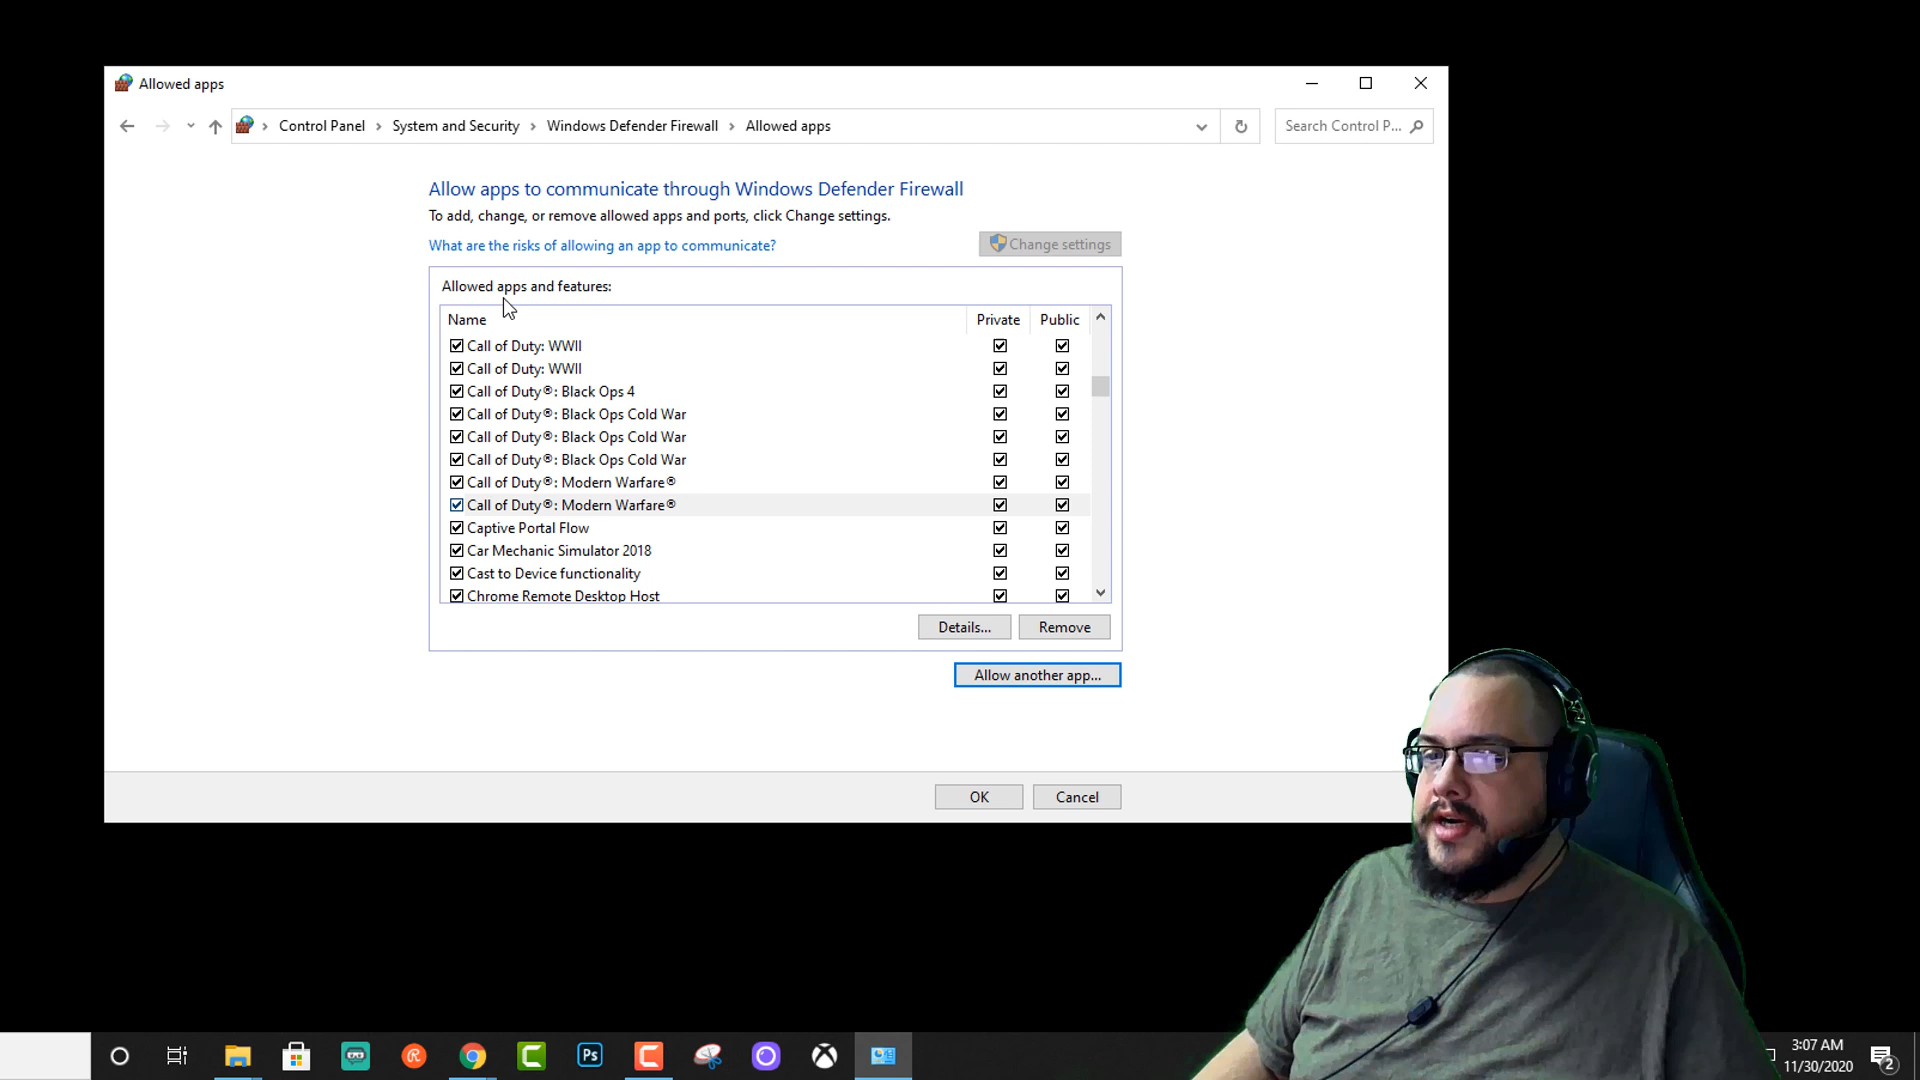 Allowed apps
Control Panel > System and Security > Windows Defender Firewall > Allowed apps
Search Control P...
Allow apps to communicate through Windows Defender Firewall
To add, change, or remove allowed apps and ports, click Change settings.
What are the risks of allowing an app to communicate?
Change settings
Allowed apps and features:
Name Private Public
Call of Duty: WWII
Call of Duty: WWII
Call of Duty®: Black Ops 4
Call of Duty®: Black Ops Cold War
Call of Duty®: Black Ops Cold War
Call of Duty®: Black Ops Cold War
Call of Duty®: Modern Warfare®
Call of Duty®: Modern Warfare®
Captive Portal Flow
Car Mechanic Simulator 2018
Cast to Device functionality
Chrome Remote Desktop Host
Details... Remove
Allow another app...
OK Cancel
Ps
3:07 AM
11/30/2020
2